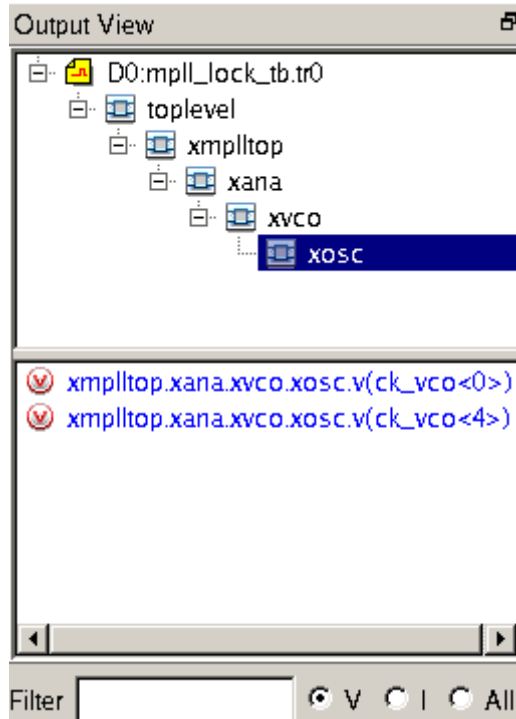 Output View
D0:mpll_lock_tb.tr0
toplevel
xmplltop
xana
xvco
xosc
xmplltop.xana.xvco.xosc.v(ck_vco<0>)
xmplltop.xana.xvco.xosc.v(ck_vco<4>)
Filter V I All